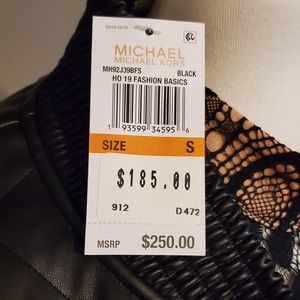 MICHAEL
MICHAEL KORS
MH92J39BFS BLACK
HO 19 FASHION BASICS
1 93599 34595 6
SIZE S
$185.00
912 D472
MSRP $250.00